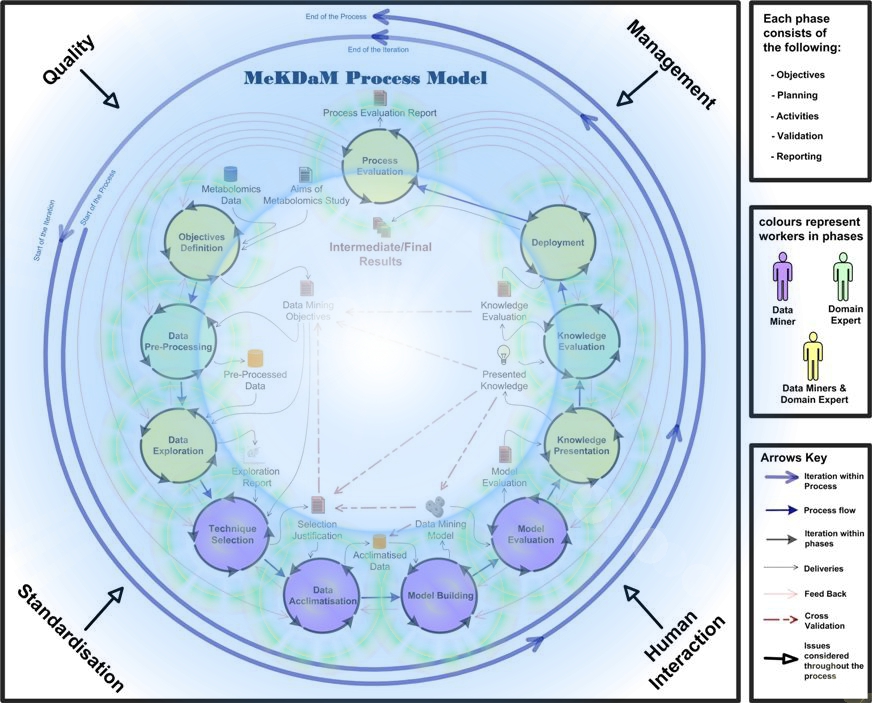 End of the Process
End of the Iteration
Quality
Management
MeKDaM Process Model
Process Evaluation Report
Process
Evaluation
Start of the Process
Start of the Iteration
Metabolomics
Data
Aims of
Metabolomics Study
Objectives
Definition
Intermediate/Final
Results
Deployment
Data Mining
Objectives
Knowledge
Evaluation
Data
Pre-Processing
Knowledge
Evaluation
Pre-Processed
Data
Presented
Knowledge
Data
Exploration
Knowledge
Presentation
Exploration
Report
Model
Evaluation
Technique
Selection
Selection
Justification
Data Mining
Model
Model
Evaluation
Acclimatised
Data
Data
Acclimatisation
Model Building
Standardisation
Human
Interaction
Each phase
consists of
the following:
- Objectives
- Planning
- Activities
- Validation
- Reporting
colours represent
workers in phases
Data
Miner
Domain
Expert
Data Miners &
Domain Expert
Arrows Key
Iteration within
Process
Process flow
Iteration within
phases
Deliveries
Feed Back
Cross
Validation
Issues
considered
throughout the
process